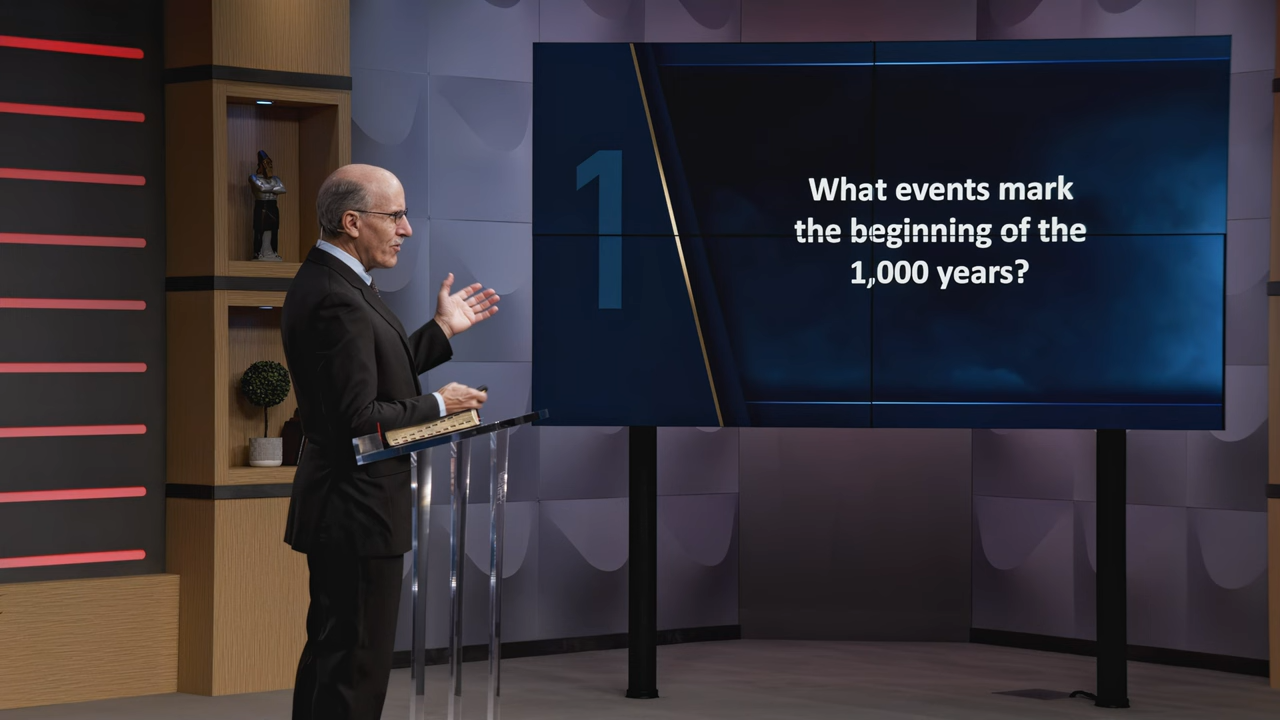 1
What events mark
the beginning of the
1,000 years?